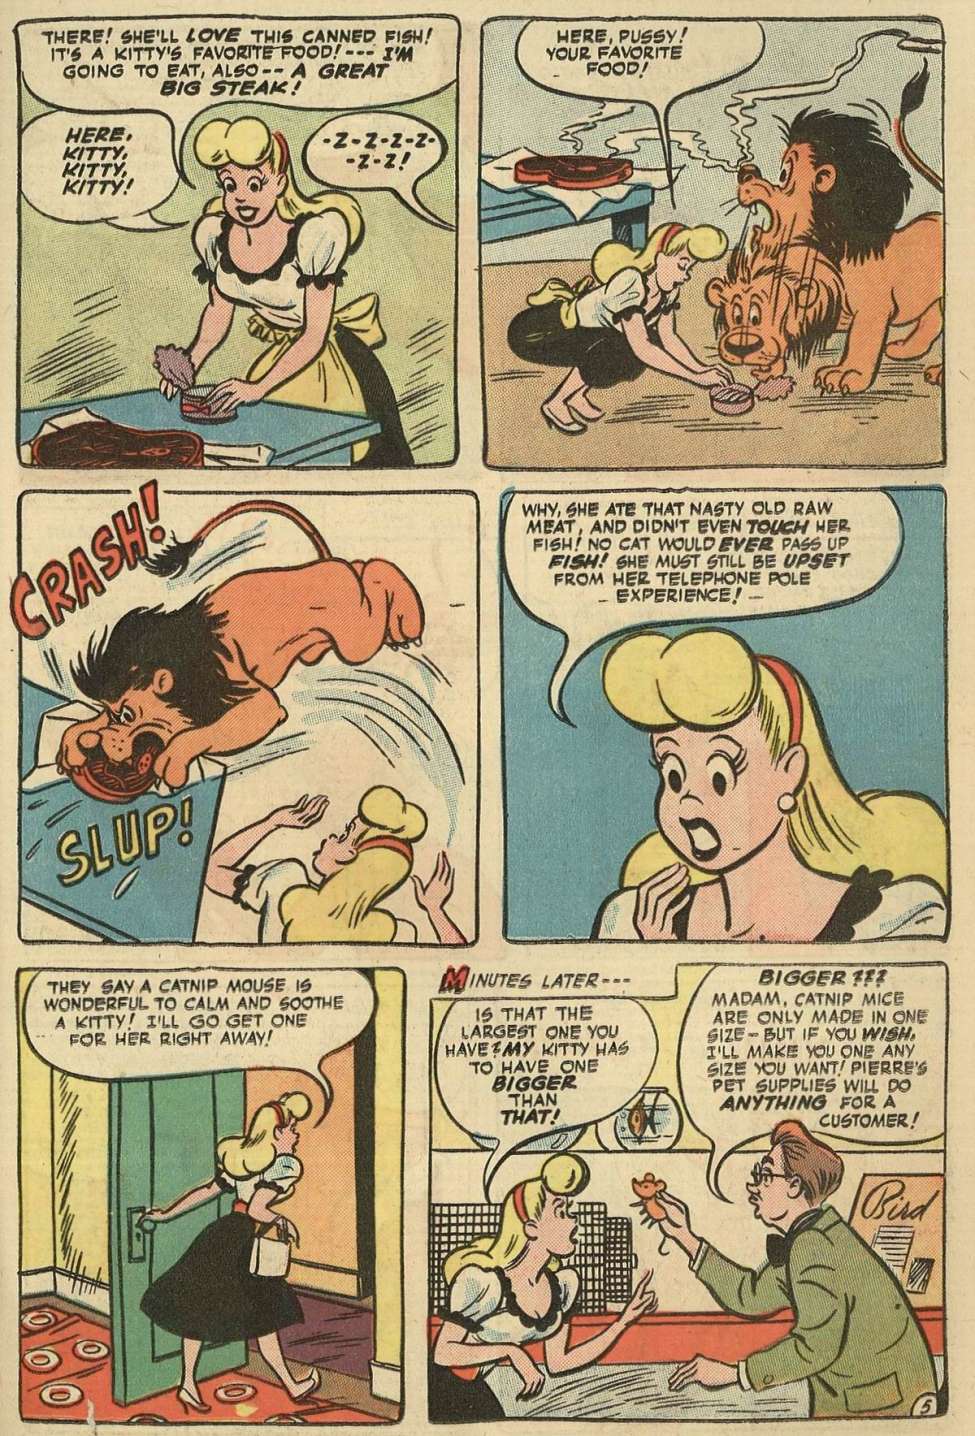 THERE! SHE'LL LOVE THIS CANNED FISH!
IT'S A KITTY'S FAVORITE FOOD! --- I'M
GOING TO EAT, ALSO -- A GREAT
BIG STEAK!
HERE,
KITTY,
KITTY,
KITTY!
-Z-Z-Z-Z-
-Z-Z!
HERE, PUSSY!
YOUR FAVORITE
FOOD!
CRASH!
SLUP!
WHY, SHE ATE THAT NASTY OLD RAW
MEAT, AND DIDN'T EVEN TOUCH HER
FISH! NO CAT WOULD EVER PASS UP
FISH! SHE MUST STILL BE UPSET
FROM HER TELEPHONE POLE
- EXPERIENCE! -
THEY SAY A CATNIP MOUSE IS
WONDERFUL TO CALM AND SOOTHE
A KITTY! I'LL GO GET ONE
FOR HER RIGHT AWAY!
MINUTES LATER---
IS THAT THE
LARGEST ONE YOU
HAVE? MY KITTY HAS
TO HAVE ONE
BIGGER
THAN
THAT!
BIGGER???
MADAM, CATNIP MICE
ARE ONLY MADE IN ONE
SIZE - BUT IF YOU WISH,
I'LL MAKE YOU ONE ANY
SIZE YOU WANT! PIERRE'S
PET SUPPLIES WILL DO
ANYTHING FOR A
CUSTOMER!
Bird
5